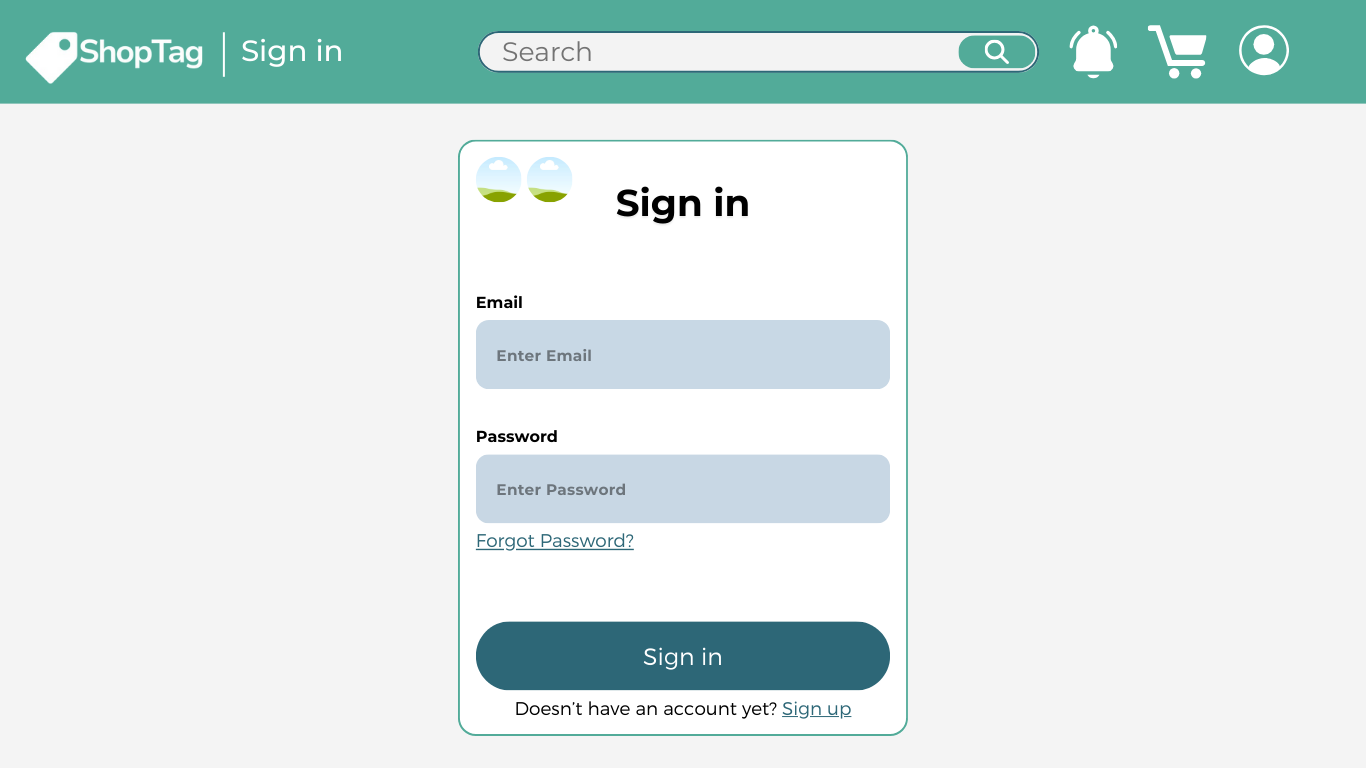 ShopTag
Sign in
Search
Sign in
Email
Enter Email
Password
Enter Password
Forgot Password?
Sign in
Doesn’t have an account yet? Sign up